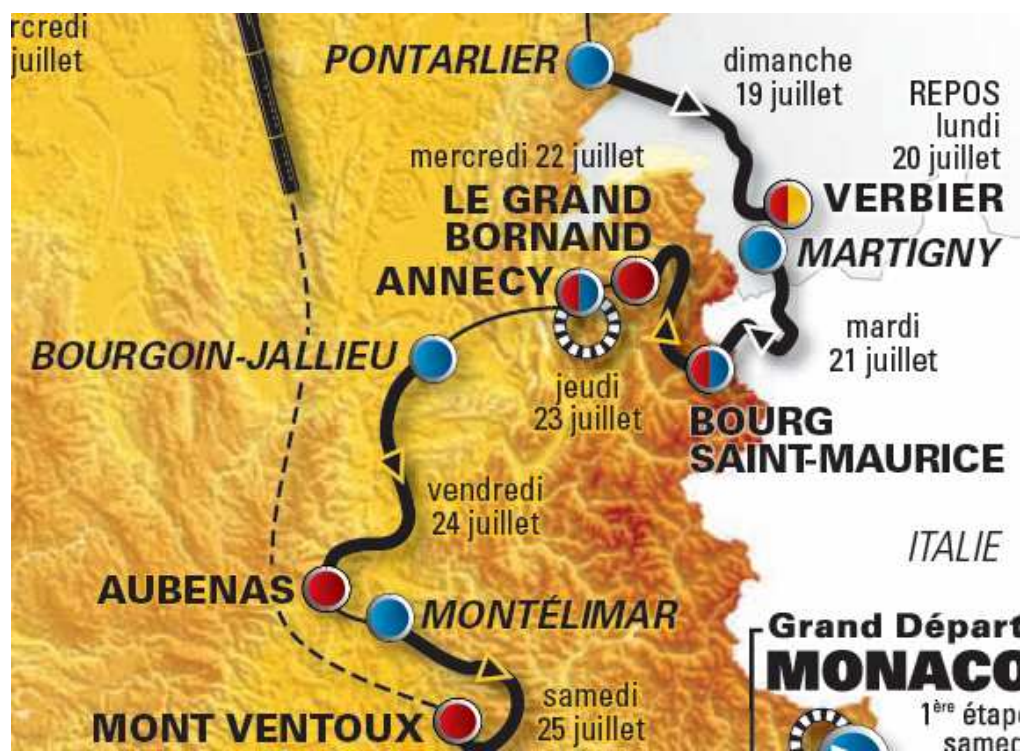 rcredi
juillet
PONTARLIER
dimanche
19 juillet
REPOS
lundi
20 juillet
mercredi 22 juillet
LE GRAND
BORNAND
VERBIER
MARTIGNY
ANNECY
mardi
21 juillet
BOURGOIN-JALLIEU
jeudi
23 juillet
BOURG
SAINT-MAURICE
vendredi
24 juillet
ITALIE
AUBENAS
MONTÉLIMAR
Grand Départ
MONACO
1ère étape
samed
samedi
25 juillet
MONT VENTOUX